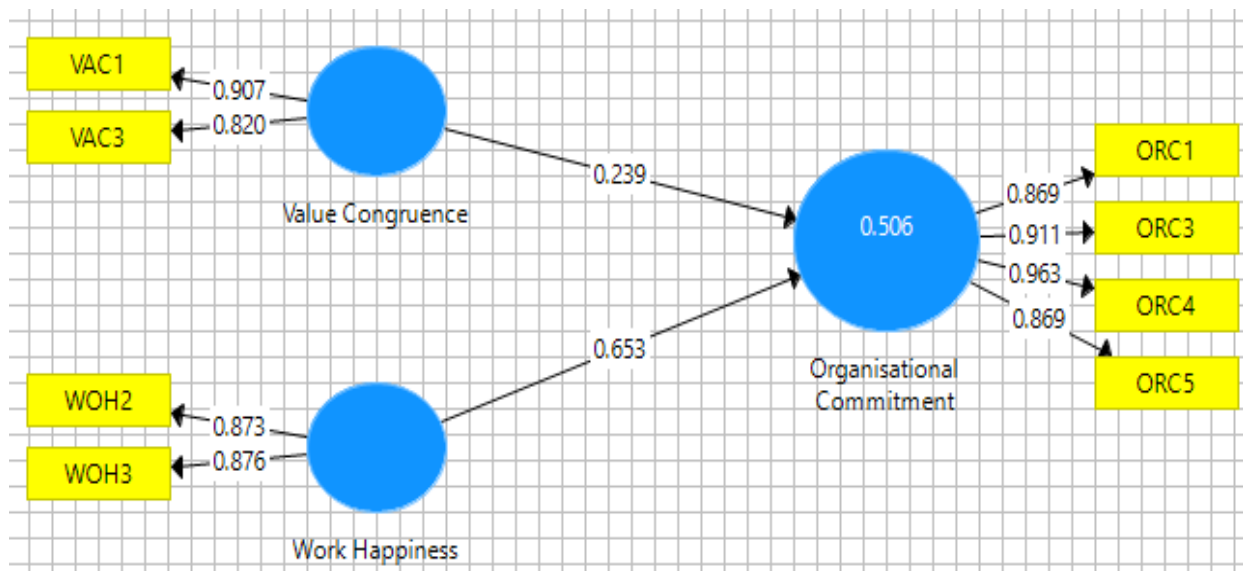 VAC1
0.907
VAC3
0.820
Value Congruence
0.239
0.506
Organisational
Commitment
ORC1
0.869
ORC3
0.911
ORC4
0.963
ORC5
0.869
0.653
WOH2
0.873
WOH3
0.876
Work Happiness